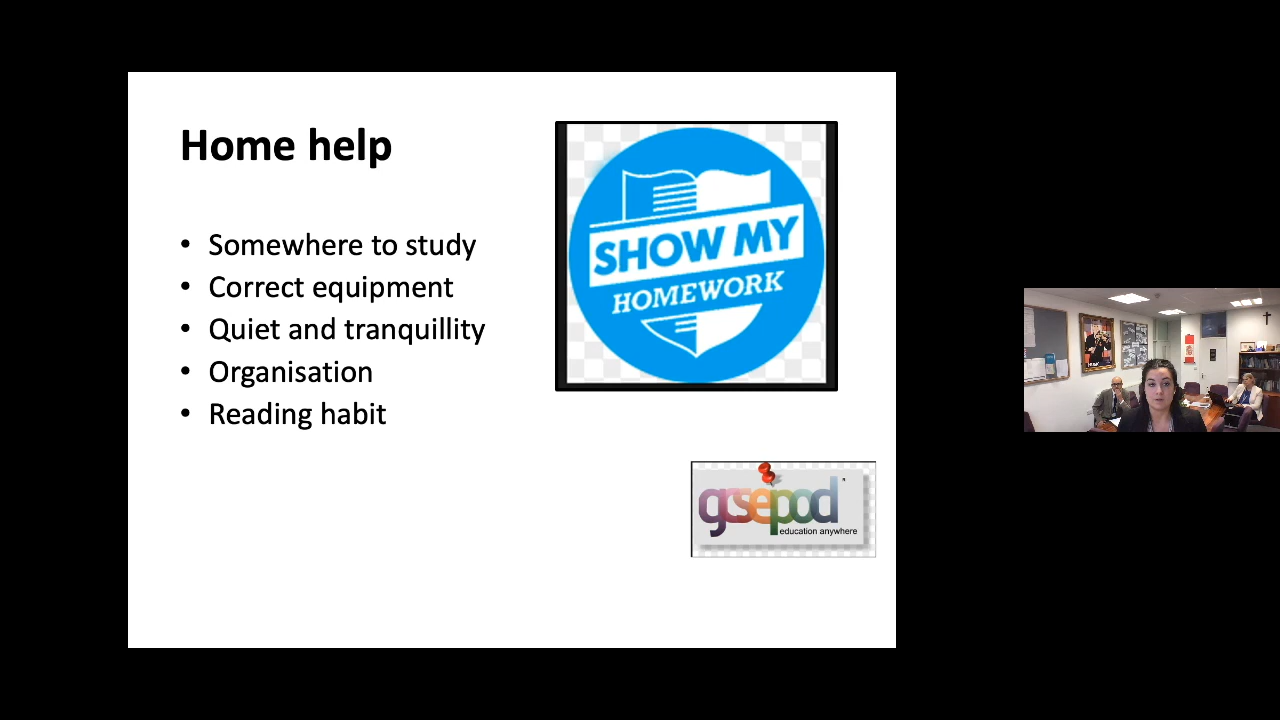 Home help
• Somewhere to study
• Correct equipment
• Quiet and tranquillity
• Organisation
• Reading habit
SHOW MY
HOMEWORK
gcsepod
education anywhere